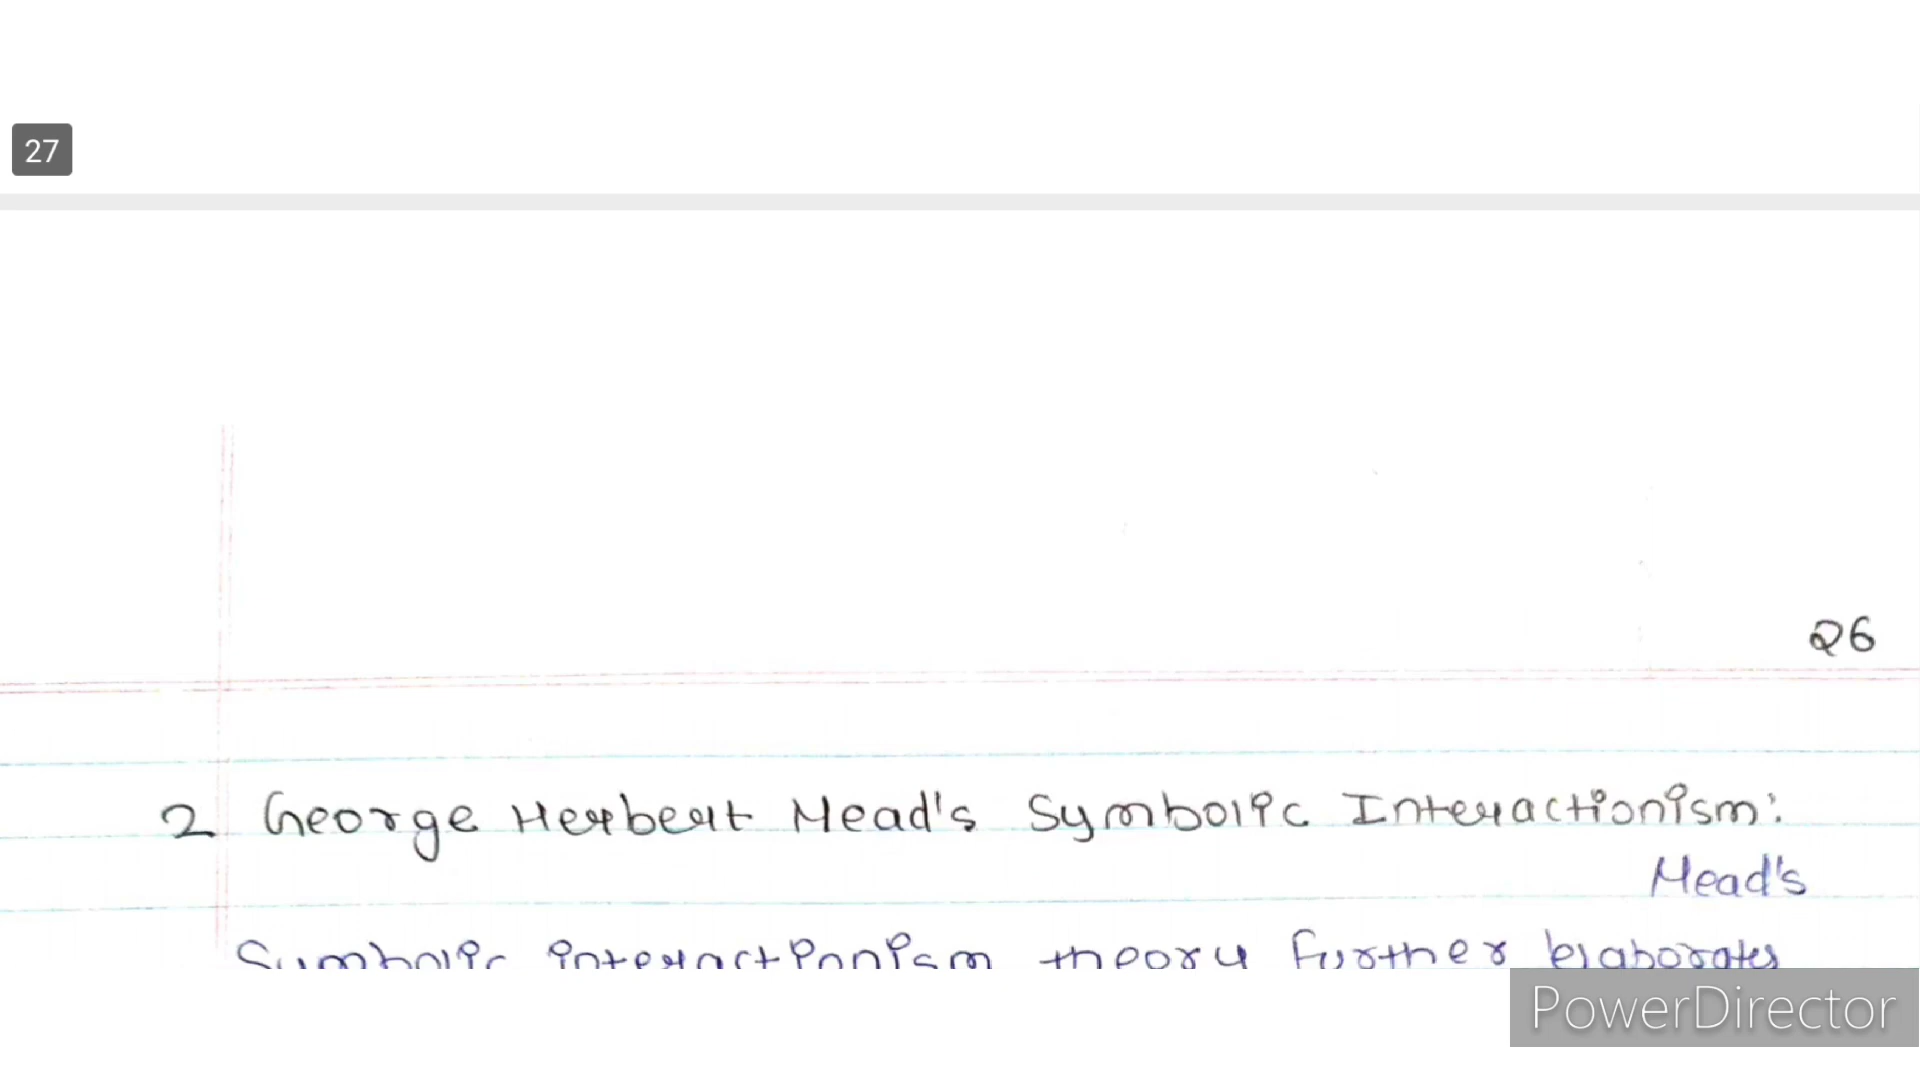 27
26
2 George Herbert Mead's Symbolic Interactionism:
Mead's
Symbolic interactionism theory further elaborates
PowerDirector